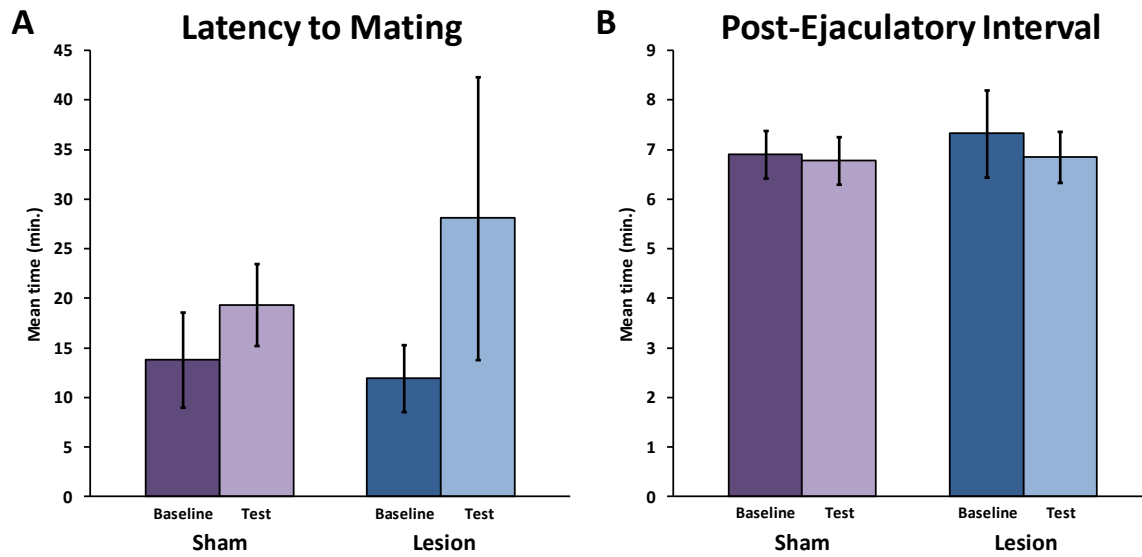 A Latency to Mating
Mean time (min.)
45
40
35
30
25
20
15
10
5
0
Baseline Test Baseline Test
Sham Lesion
B Post-Ejaculatory Interval
Mean time (min.)
9
8
7
6
5
4
3
2
1
0
Baseline Test Baseline Test
Sham Lesion